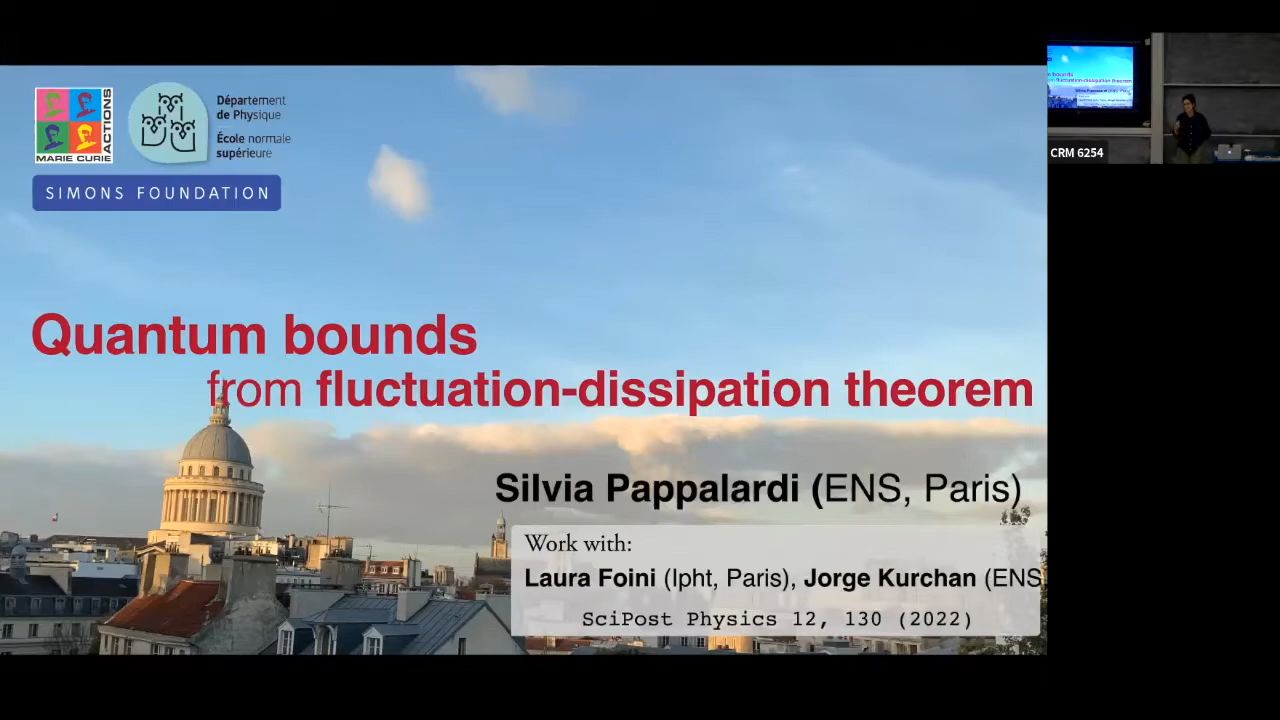 MARIE CURIE
ACTIONS
Département
de Physique
École normale
supérieure
SIMONS FOUNDATION
Quantum bounds
from fluctuation-dissipation theorem
Silvia Pappalardi (ENS, Paris)
Work with:
Laura Foini (Ipht, Paris), Jorge Kurchan (ENS
SciPost Physics 12, 130 (2022)
CRM 6254